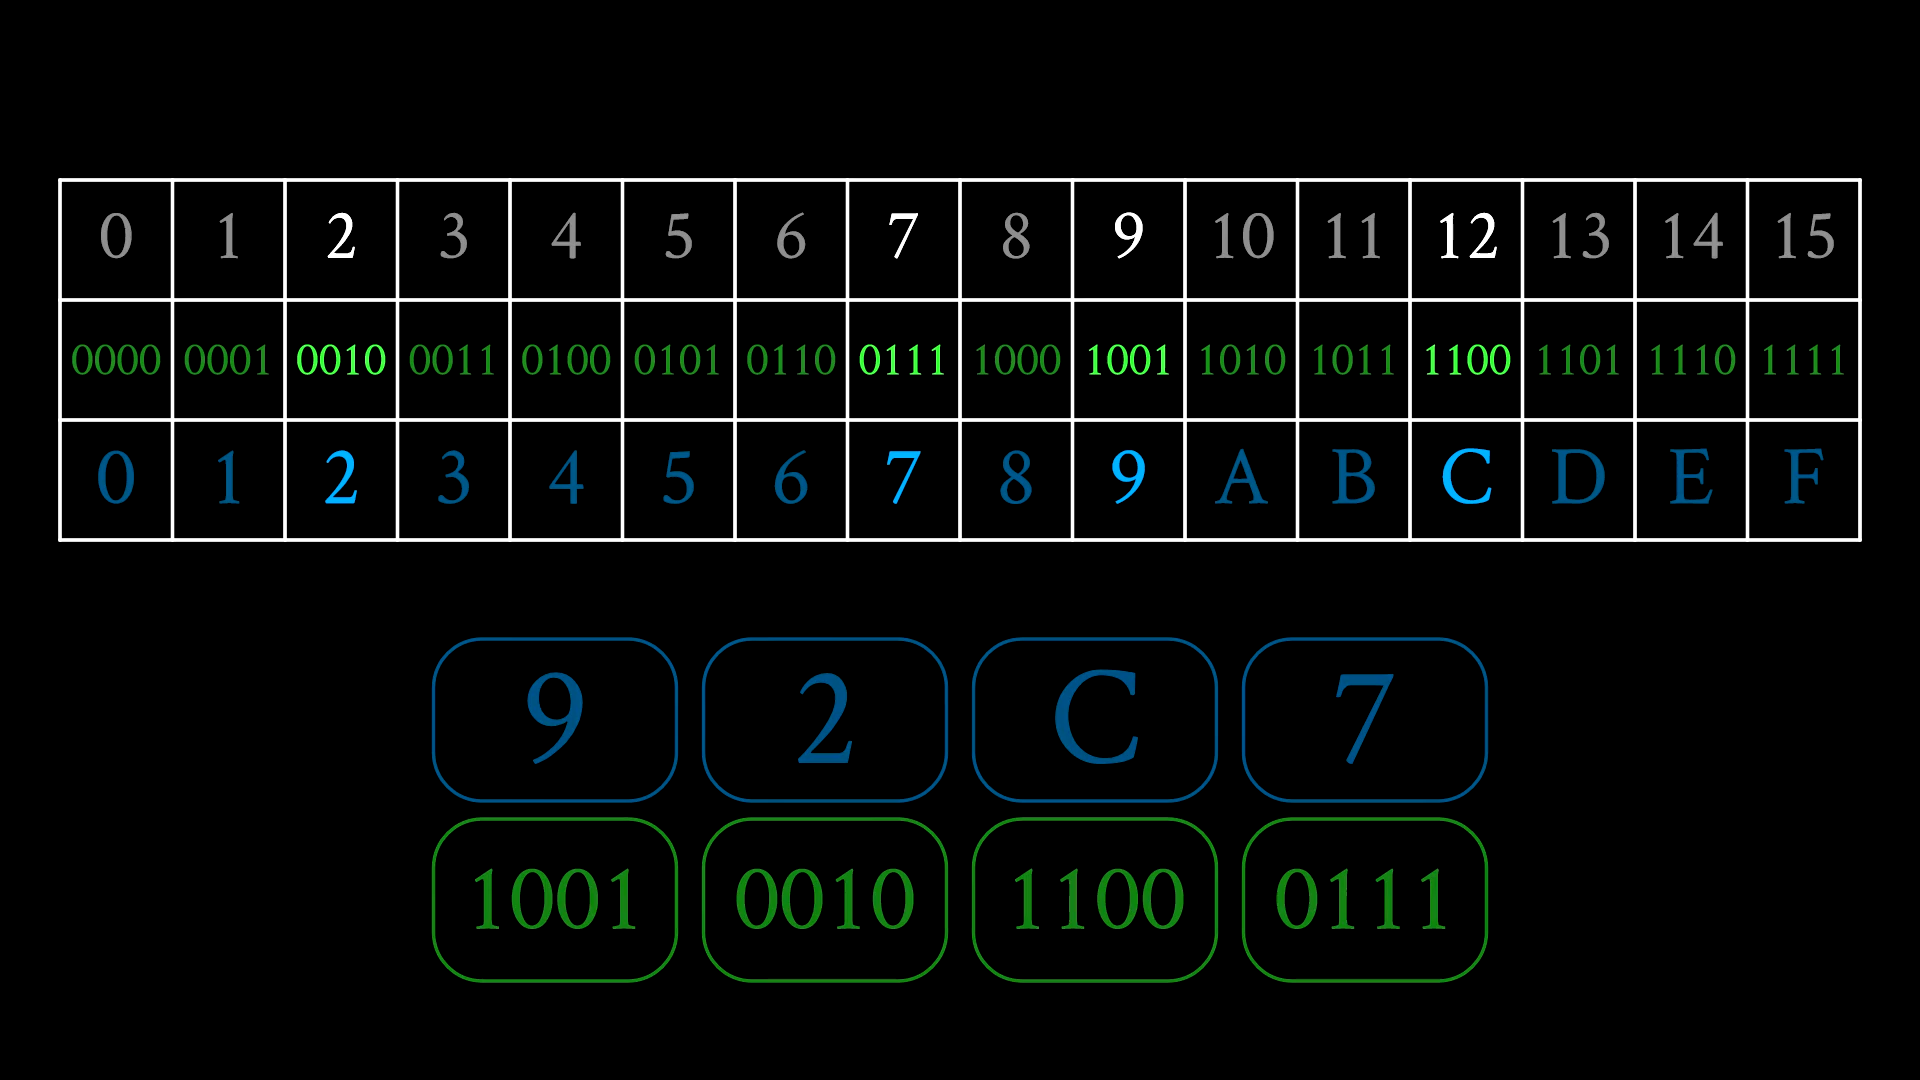 0 1 2 3 4 5 6 7 8 9 10 11 12 13 14 15
0000 0001 0010 0011 0100 0101 0110 0111 1000 1001 1010 1011 1100 1101 1110 1111
0 1 2 3 4 5 6 7 8 9 A B C D E F
9 2 C 7
1001 0010 1100 0111